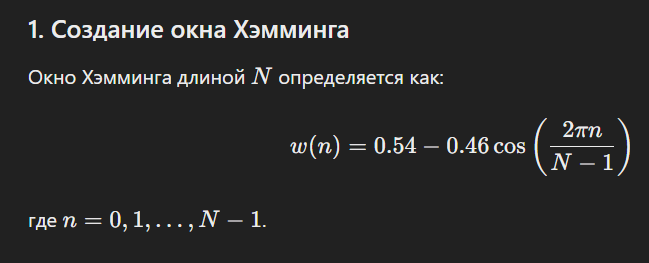 1. Создание окна Хэмминга
Окно Хэмминга длиной N определяется как:
w(n) = 0.54 − 0.46 cos(2πn / (N − 1))
где n = 0, 1, . . . , N − 1.